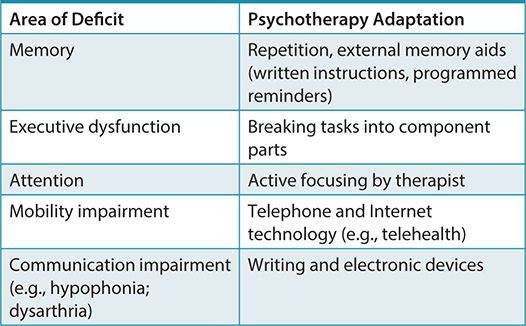 Area of Deficit
Psychotherapy Adaptation
Memory
Repetition, external memory aids
(written instructions, programmed
reminders)
Executive dysfunction
Breaking tasks into component
parts
Attention
Active focusing by therapist
Mobility impairment
Telephone and Internet
technology (e.g., telehealth)
Communication impairment
(e.g., hypophonia;
dysarthria)
Writing and electronic devices